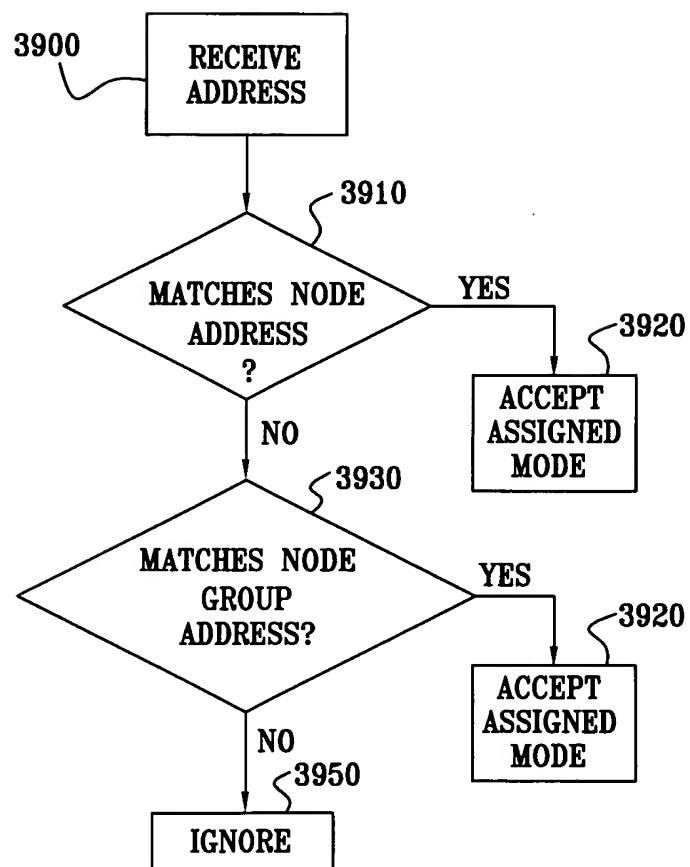 3900
RECEIVE
ADDRESS
3910
MATCHES NODE
ADDRESS
?
YES
3920
ACCEPT
ASSIGNED
MODE
NO
3930
MATCHES NODE
GROUP
ADDRESS?
YES
3920
ACCEPT
ASSIGNED
MODE
NO
3950
IGNORE